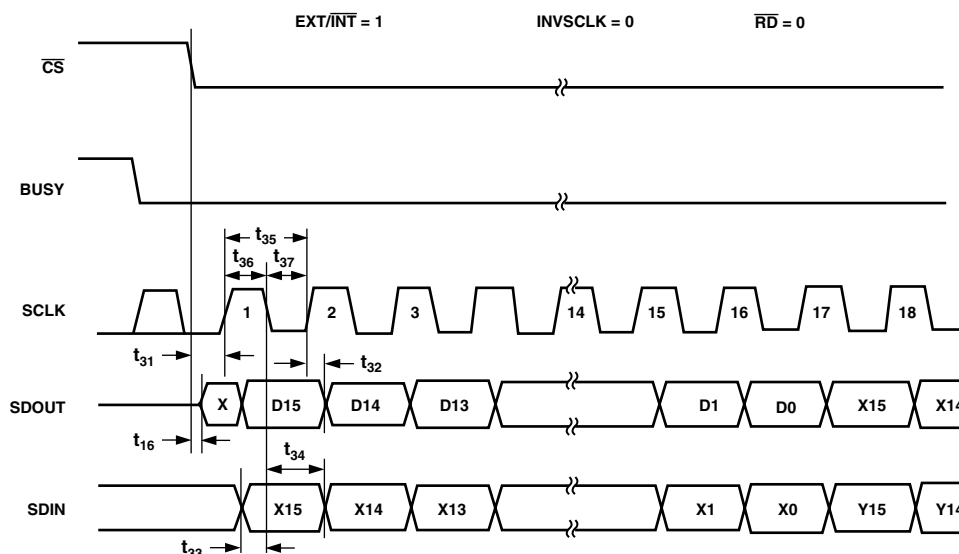 EXT/INT = 1 INVSCLK = 0 RD = 0
CS
BUSY
t35
t36 t37
SCLK 1 2 3 14 15 16 17 18
t31 t32
SDOUT X D15 D14 D13 D1 D0 X15 X14
t16 t34
SDIN X15 X14 X13 X1 X0 Y15 Y14
t33